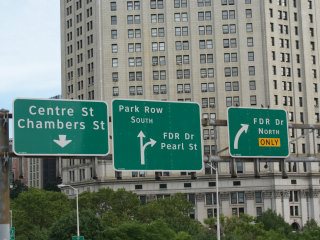 Centre St
Chambers St
Park Row
SOUTH
FDR Dr
Pearl St
FDR Dr
NORTH
ONLY